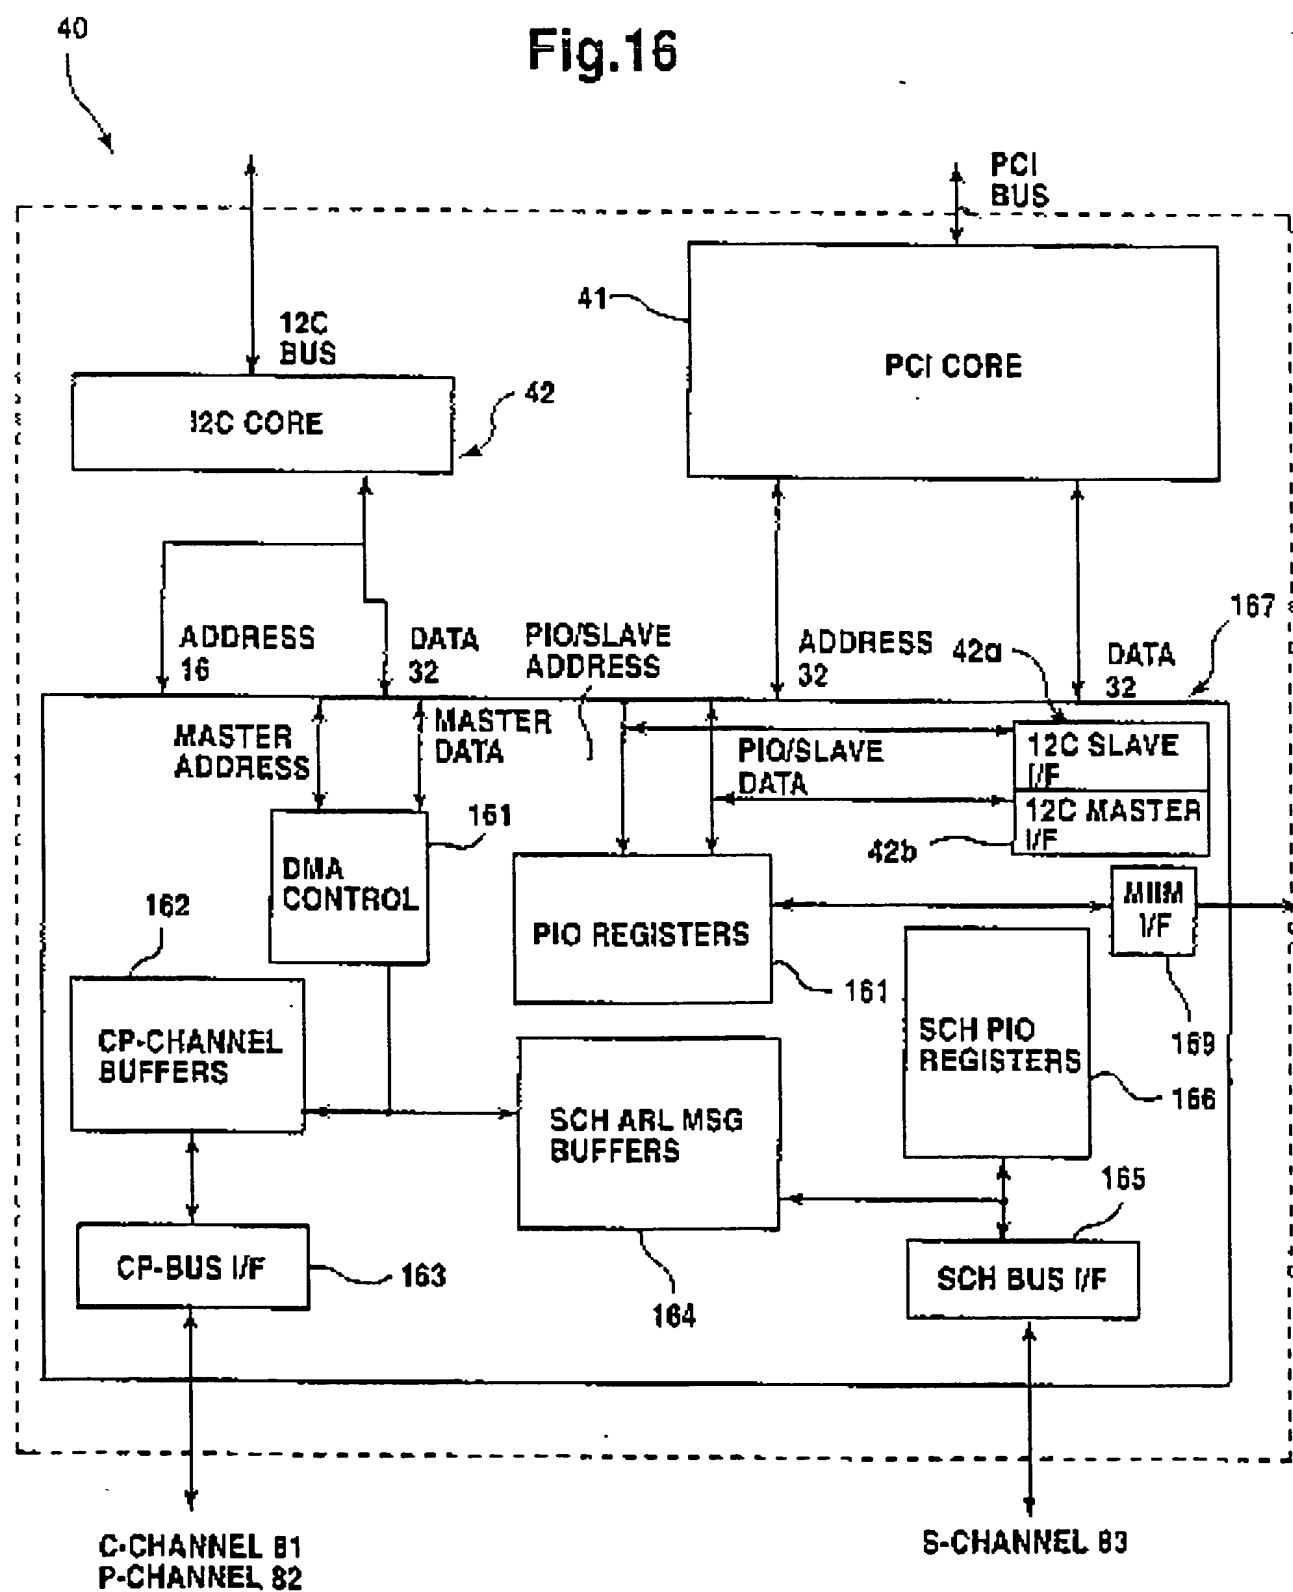 40
Fig.16
PCI
BUS
41
12C
BUS
PCI CORE
I2C CORE
42
ADDRESS
16
DATA
32
PIO/SLAVE
ADDRESS
ADDRESS
32
42a
DATA
32
167
MASTER
ADDRESS
MASTER
DATA
PIO/SLAVE
DATA
12C SLAVE
I/F
12C MASTER
I/F
42b
161
DMA
CONTROL
162
PIO REGISTERS
MIIM
I/F
161
169
CP-CHANNEL
BUFFERS
SCH PIO
REGISTERS
166
SCH ARL MSG
BUFFERS
165
CP-BUS I/F
163
164
SCH BUS I/F
C-CHANNEL 81
P-CHANNEL 82
S-CHANNEL 83